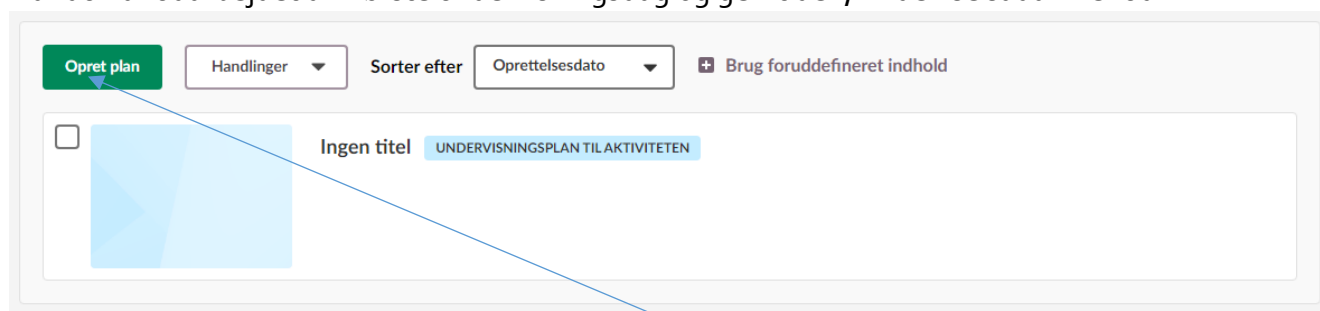 Opret plan Handlinger Sorter efter Oprettelsesdato Brug foruddefineret indhold
Ingen titel UNDERVISNINGSPLAN TIL AKTIVITETEN